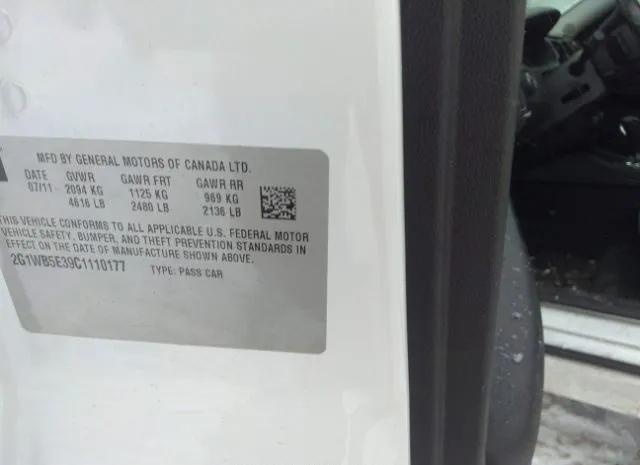 MFD BY GENERAL MOTORS OF CANADA LTD.
DATE GVWR GAWR FRT GAWR RR
07/11 2094 KG 1125 KG 969 KG
4616 LB 2480 LB 2136 LB
THIS VEHICLE CONFORMS TO ALL APPLICABLE U.S. FEDERAL MOTOR
VEHICLE SAFETY, BUMPER, AND THEFT PREVENTION STANDARDS IN
EFFECT ON THE DATE OF MANUFACTURE SHOWN ABOVE.
2G1WB5E39C1110177 TYPE: PASS CAR